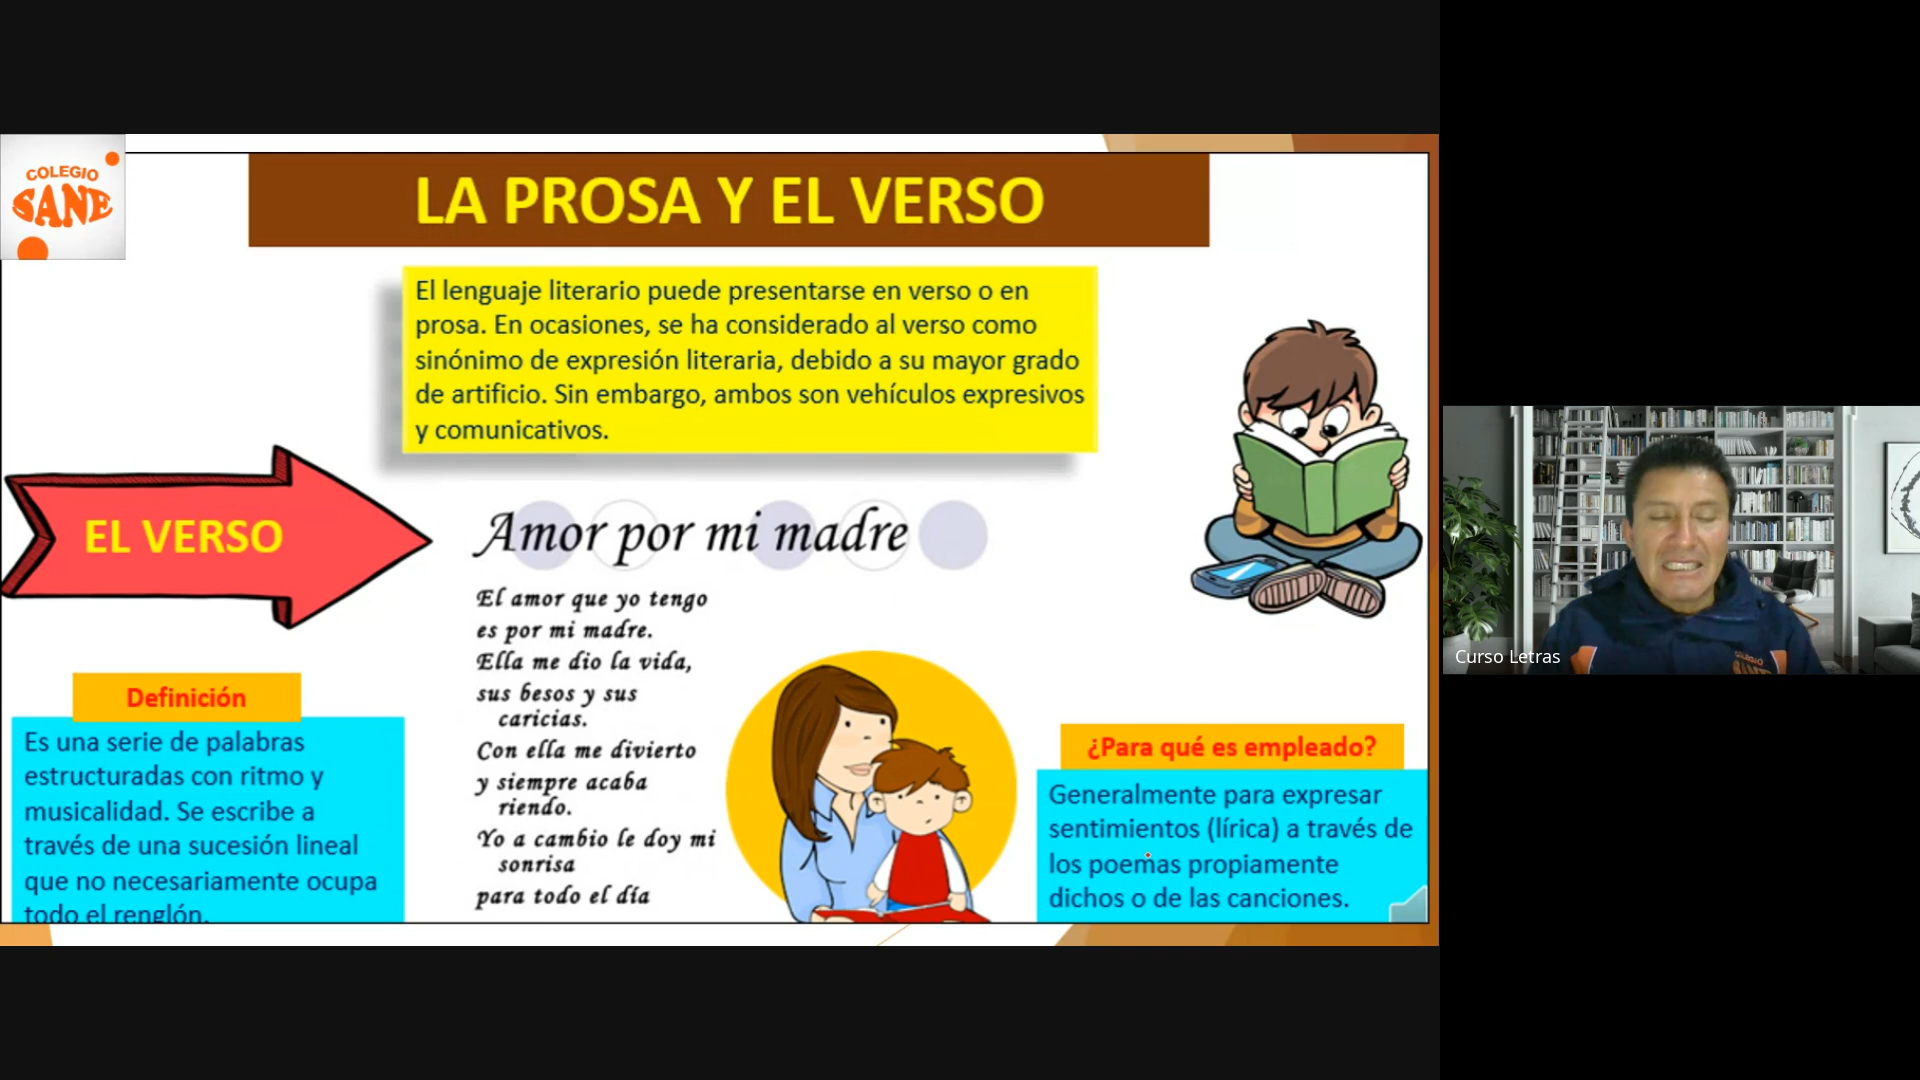 COLEGIO
SANE
LA PROSA Y EL VERSO
El lenguaje literario puede presentarse en verso o en
prosa. En ocasiones, se ha considerado al verso como
sinónimo de expresión literaria, debido a su mayor grado
de artificio. Sin embargo, ambos son vehículos expresivos
y comunicativos.
EL VERSO
Amor por mi madre
El amor que yo tengo
es por mi madre.
Ella me dio la vida,
sus besos y sus
caricias.
Con ella me divierto
y siempre acaba
riendo.
Yo a cambio le doy mi
sonrisa
para todo el día
Definición
Es una serie de palabras
estructuradas con ritmo y
musicalidad. Se escribe a
través de una sucesión lineal
que no necesariamente ocupa
todo el renglón.
¿Para qué es empleado?
Generalmente para expresar
sentimientos (lírica) a través de
los poemas propiamente
dichos o de las canciones.
Curso Letras